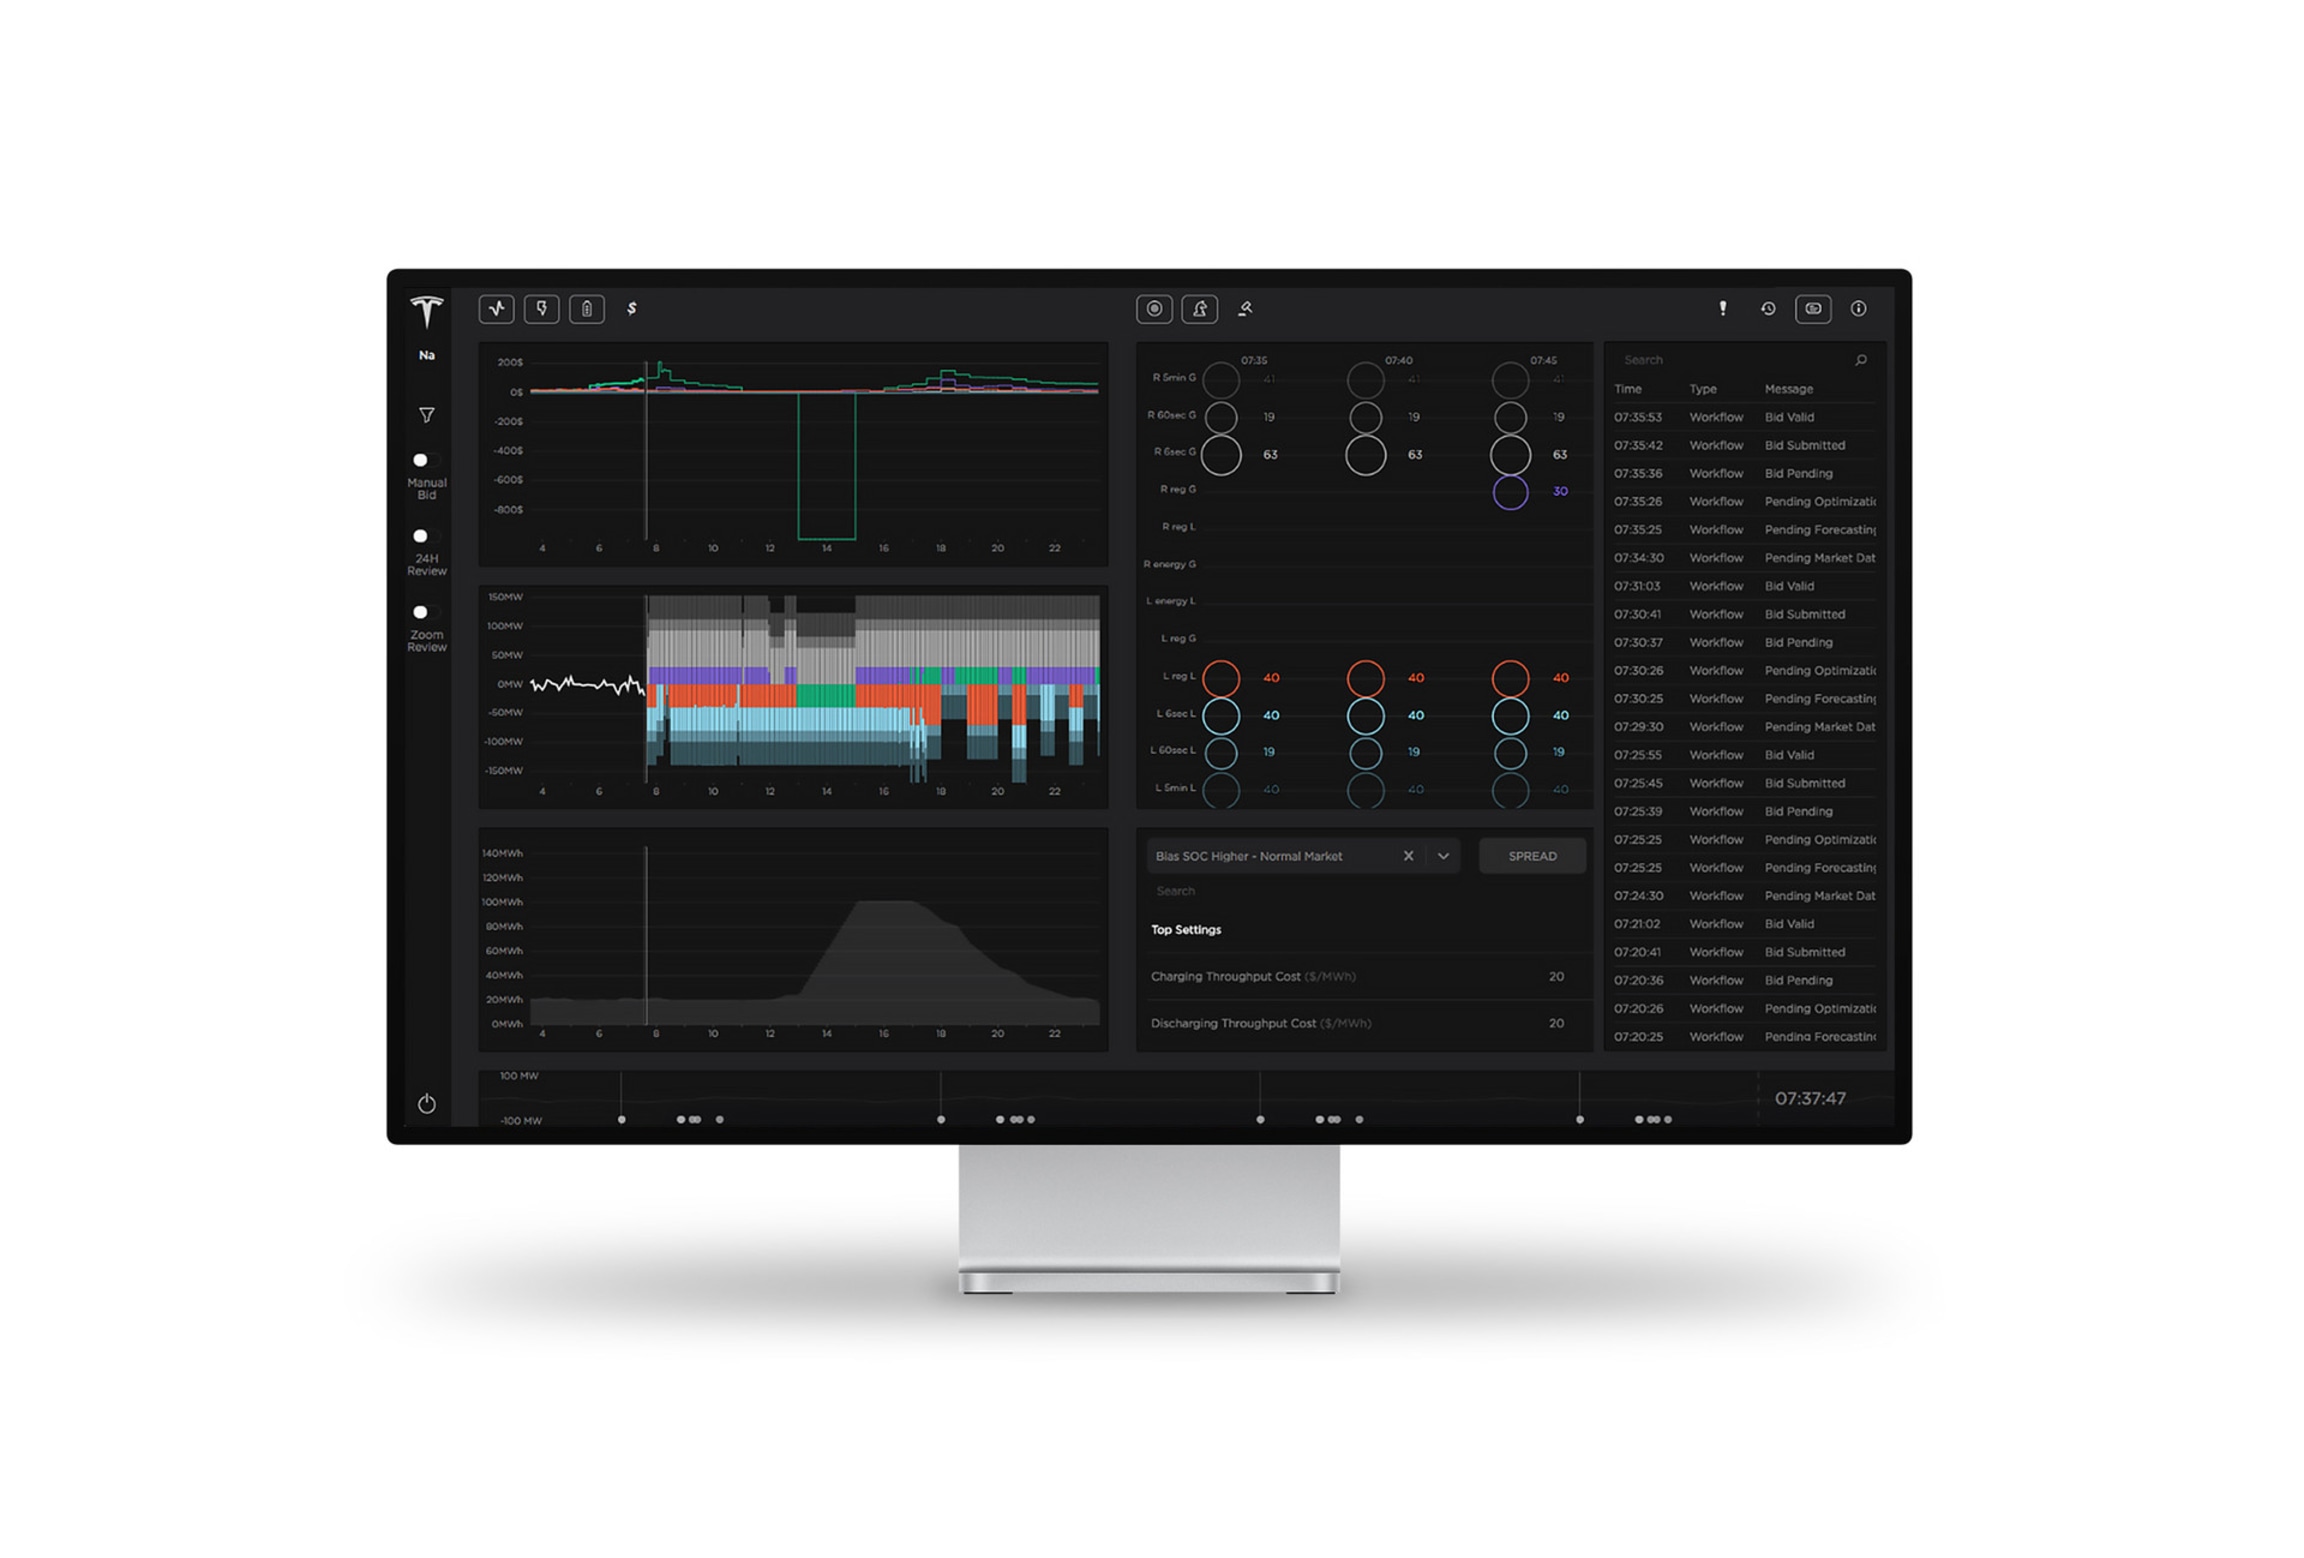 Na
Manual
Bid
24H
Review
Zoom
Review
$
200$
0$
-200$
-400$
-600$
-800$
4 6 8 10 12 14 16 18 20 22
150MW
100MW
50MW
0MW
-50MW
-100MW
-150MW
4 6 8 10 12 14 16 18 20 22
140MWh
120MWh
100MWh
80MWh
60MWh
40MWh
20MWh
0MWh
4 6 8 10 12 14 16 18 20 22
07:35 07:40 07:45
R 5min G 41 41 41
R 60sec G 19 19 19
R 6sec G 63 63 63
R reg G 30
R reg L
R energy G
L energy L
L reg G
L reg L 40 40 40
L 6sec L 40 40 40
L 60sec L 19 19 19
L 5min L 40 40 40
Bias SOC Higher - Normal Market X SPREAD
Search
Top Settings
Charging Throughput Cost ($/MWh) 20
Discharging Throughput Cost ($/MWh) 20
Search
Time Type Message
07:35:53 Workflow Bid Valid
07:35:42 Workflow Bid Submitted
07:35:36 Workflow Bid Pending
07:35:26 Workflow Pending Optimizatic
07:35:25 Workflow Pending Forecasting
07:34:30 Workflow Pending Market Dat
07:31:03 Workflow Bid Valid
07:30:41 Workflow Bid Submitted
07:30:37 Workflow Bid Pending
07:30:26 Workflow Pending Optimizatic
07:30:25 Workflow Pending Forecasting
07:29:30 Workflow Pending Market Dat
07:25:55 Workflow Bid Valid
07:25:45 Workflow Bid Submitted
07:25:39 Workflow Bid Pending
07:25:25 Workflow Pending Optimizatic
07:25:25 Workflow Pending Forecasting
07:24:30 Workflow Pending Market Dat
07:21:02 Workflow Bid Valid
07:20:41 Workflow Bid Submitted
07:20:36 Workflow Bid Pending
07:20:26 Workflow Pending Optimizatic
07:20:25 Workflow Pending Forecasting
100 MW
-100 MW
07:37:47